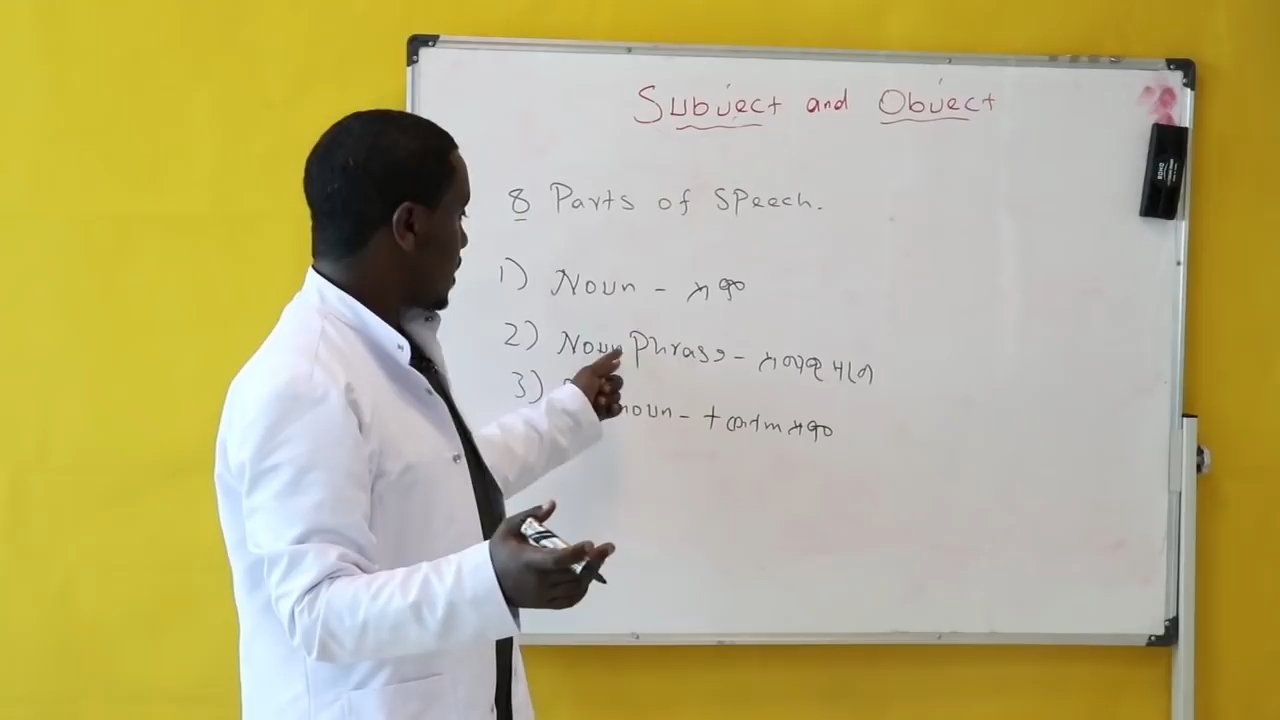 Subject and Object
8 Parts of Speech.
1) Noun - ስም
2) Noun Phrase -
3) noun - ተውላጠ ስም